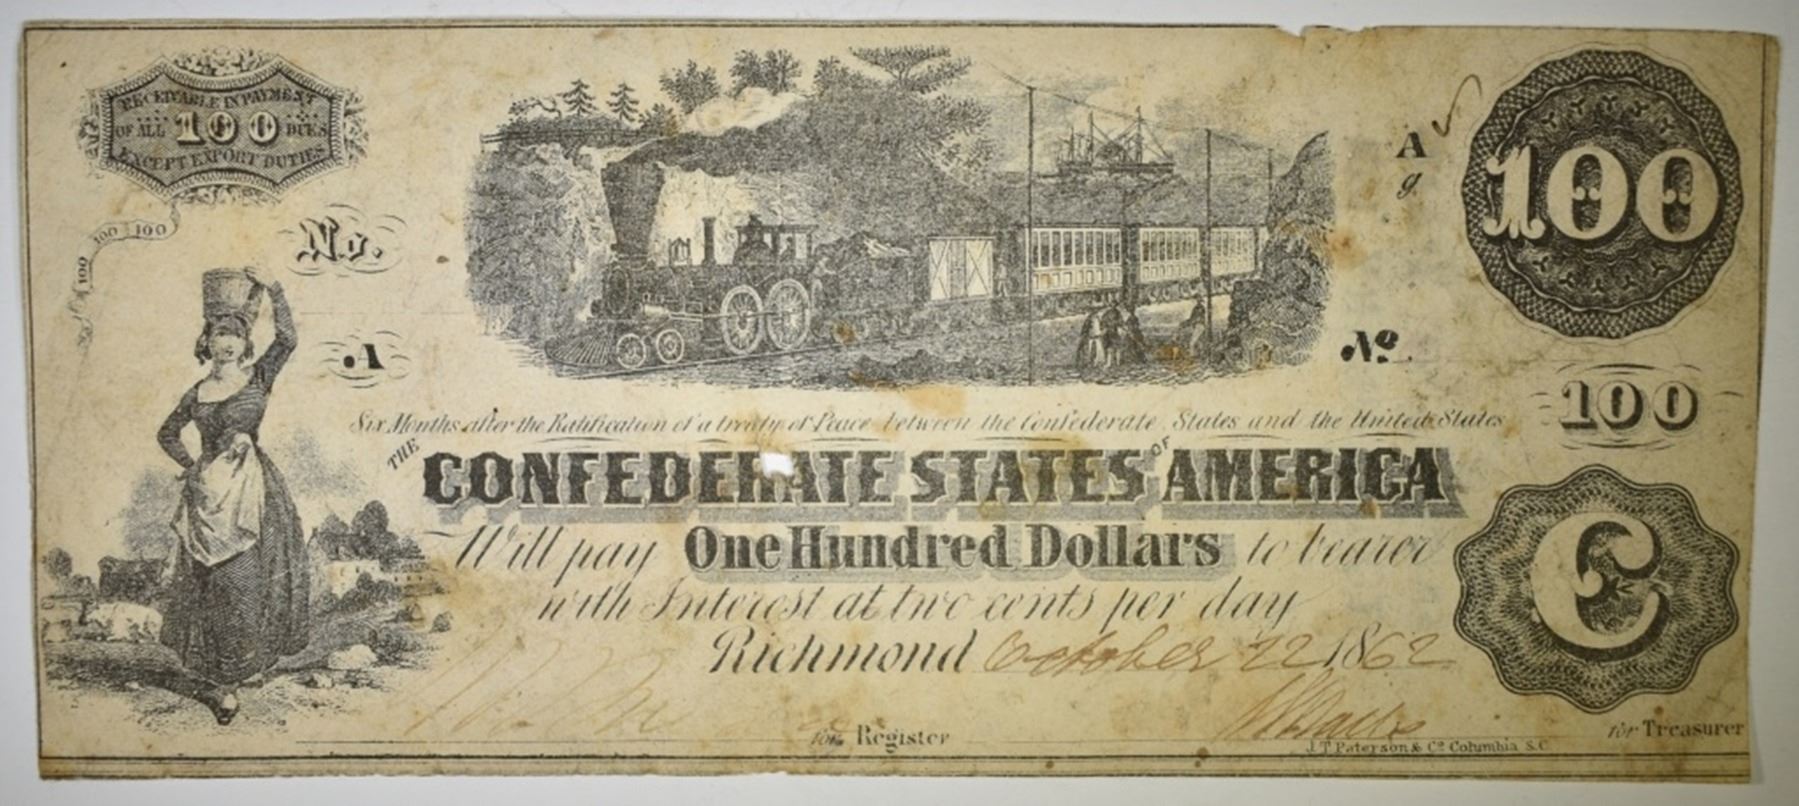 RECEIVABLE IN PAYMENT
OF ALL 100 DUES
EXCEPT EXPORT DUTIES
100 100
100
No.
.A
A
g
100
No.
100
Six Months after the Ratification of a treaty of Peace between the Confederate States and the United States
THE
CONFEDERATE STATES OF AMERICA
Will pay One Hundred Dollars to bearer
with Interest at two cents per day
Richmond October 22 1862
C
for Register
for Treasurer
J.T. Paterson & Co Columbia S.C.